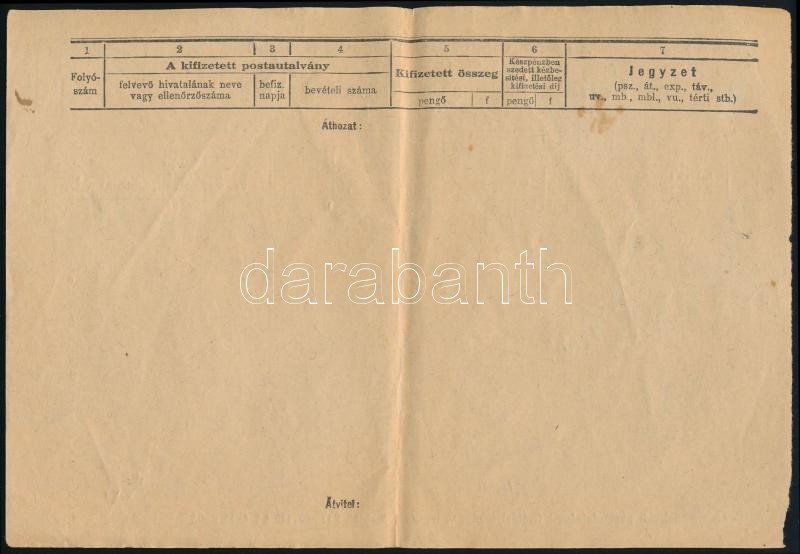 1 2 3 4 5 6 7
Folyó-
szám
A kifizetett postautalvány
felvevő hivatalának neve
vagy ellenőrzőszáma
befiz.
napja
bevételi száma
Kifizetett összeg
pengő f
Készpénzben
szedett kézbe-
sítési, illetőleg
kifizetési díj
pengő f
Jegyzet
(psz., át., exp., táv.,
uv., mb., mbl., vu., térti stb.)
Áthozat:
darabanth
Átvitel: